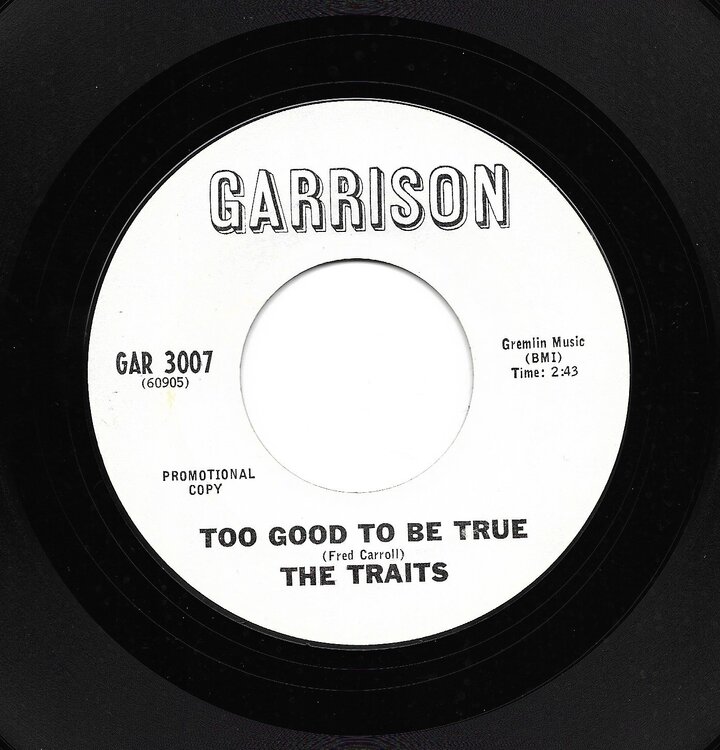 GARRISON
GAR 3007
(60905)
Gremlin Music
(BMI)
Time: 2:43
PROMOTIONAL
COPY
TOO GOOD TO BE TRUE
(Fred Carroll)
THE TRAITS